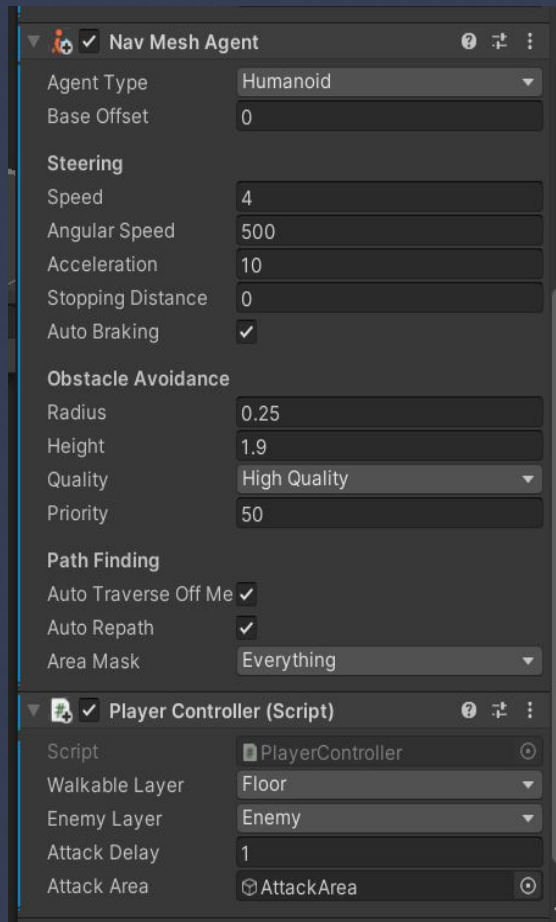 Nav Mesh Agent
Agent Type Humanoid
Base Offset 0
Steering
Speed 4
Angular Speed 500
Acceleration 10
Stopping Distance 0
Auto Braking
Obstacle Avoidance
Radius 0.25
Height 1.9
Quality High Quality
Priority 50
Path Finding
Auto Traverse Off Me
Auto Repath
Area Mask Everything
# Player Controller (Script)
Script # PlayerController
Walkable Layer Floor
Enemy Layer Enemy
Attack Delay 1
Attack Area AttackArea